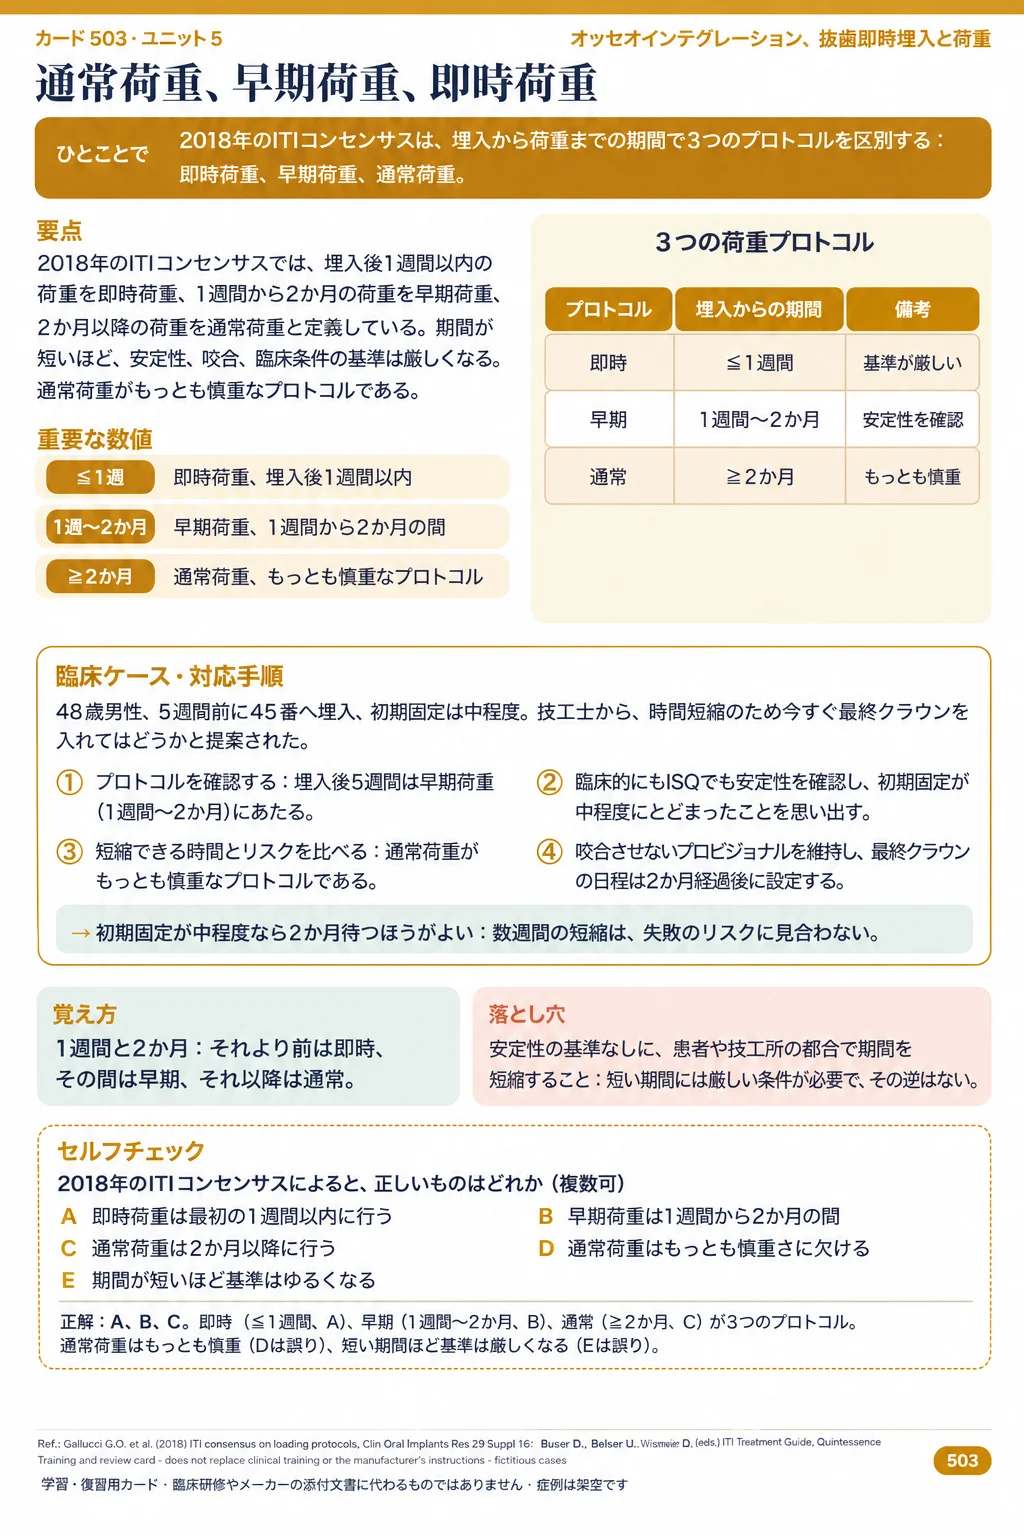 カード 503・ユニット 5
オッセオインテグレーション、抜歯即時埋入と荷重
通常荷重、早期荷重、即時荷重
ひとことで
2018年のITIコンセンサスは、埋入から荷重までの期間で3つのプロトコルを区別する：
即時荷重、早期荷重、通常荷重。
要点
2018年のITIコンセンサスでは、埋入後1週間以内の
荷重を即時荷重、1週間から2か月の荷重を早期荷重、
2か月以降の荷重を通常荷重と定義している。期間が
短いほど、安定性、咬合、臨床条件の基準は厳しくなる。
通常荷重がもっとも慎重なプロトコルである。
重要な数値
≦1週 即時荷重、埋入後1週間以内
1週〜2か月 早期荷重、1週間から2か月の間
≧2か月 通常荷重、もっとも慎重なプロトコル
3つの荷重プロトコル
プロトコル 埋入からの期間 備考
即時 ≦1週間 基準が厳しい
早期 1週間〜2か月 安定性を確認
通常 ≧2か月 もっとも慎重
臨床ケース・対応手順
48歳男性、5週間前に45番へ埋入、初期固定は中程度。技工士から、時間短縮のため今すぐ最終クラウンを
入れてはどうかと提案された。
① プロトコルを確認する：埋入後5週間は早期荷重
（1週間〜2か月）にあたる。
② 臨床的にもISQでも安定性を確認し、初期固定が
中程度にとどまったことを思い出す。
③ 短縮できる時間とリスクを比べる：通常荷重が
もっとも慎重なプロトコルである。
④ 咬合させないプロビジョナルを維持し、最終クラウン
の日程は2か月経過後に設定する。
→ 初期固定が中程度なら2か月待つほうがよい：数週間の短縮は、失敗のリスクに見合わない。
覚え方
1週間と2か月：それより前は即時、
その間は早期、それ以降は通常。
落とし穴
安定性の基準なしに、患者や技工所の都合で期間を
短縮すること：短い期間には厳しい条件が必要で、その逆はない。
セルフチェック
2018年のITIコンセンサスによると、正しいものはどれか（複数可）
A 即時荷重は最初の1週間以内に行う
B 早期荷重は1週間から2か月の間
C 通常荷重は2か月以降に行う
D 通常荷重はもっとも慎重さに欠ける
E 期間が短いほど基準はゆるくなる
正解：A、B、C。即時（≦1週間、A）、早期（1週間〜2か月、B）、通常（≧2か月、C）が3つのプロトコル。
通常荷重はもっとも慎重（Dは誤り）、短い期間ほど基準は厳しくなる（Eは誤り）。
Ref.: Gallucci G.O. et al. (2018) ITI consensus on loading protocols, Clin Oral Implants Res 29 Suppl 16: Buser D., Belser U., Wismeier D. (eds.) ITI Treatment Guide, Quintessence
Training and review card - does not replace clinical training or the manufacturer's instructions - fictitious cases
学習・復習用カード・臨床研修やメーカーの添付文書に代わるものではありません・症例は架空です
503